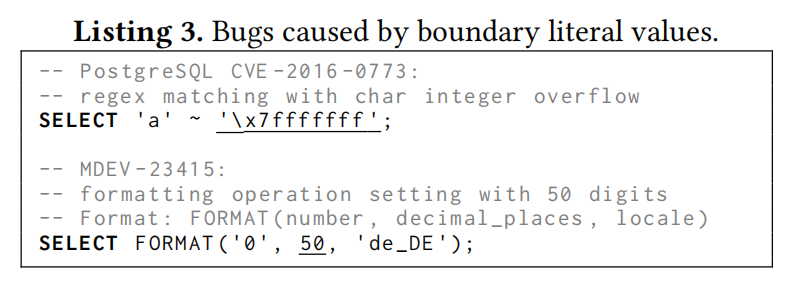 Listing 3. Bugs caused by boundary literal values.
-- PostgreSQL CVE-2016-0773:
-- regex matching with char integer overflow
SELECT 'a' ~ '\x7fffffff';
-- MDEV-23415:
-- formatting operation setting with 50 digits
-- Format: FORMAT(number, decimal_places, locale)
SELECT FORMAT('0', 50, 'de_DE');